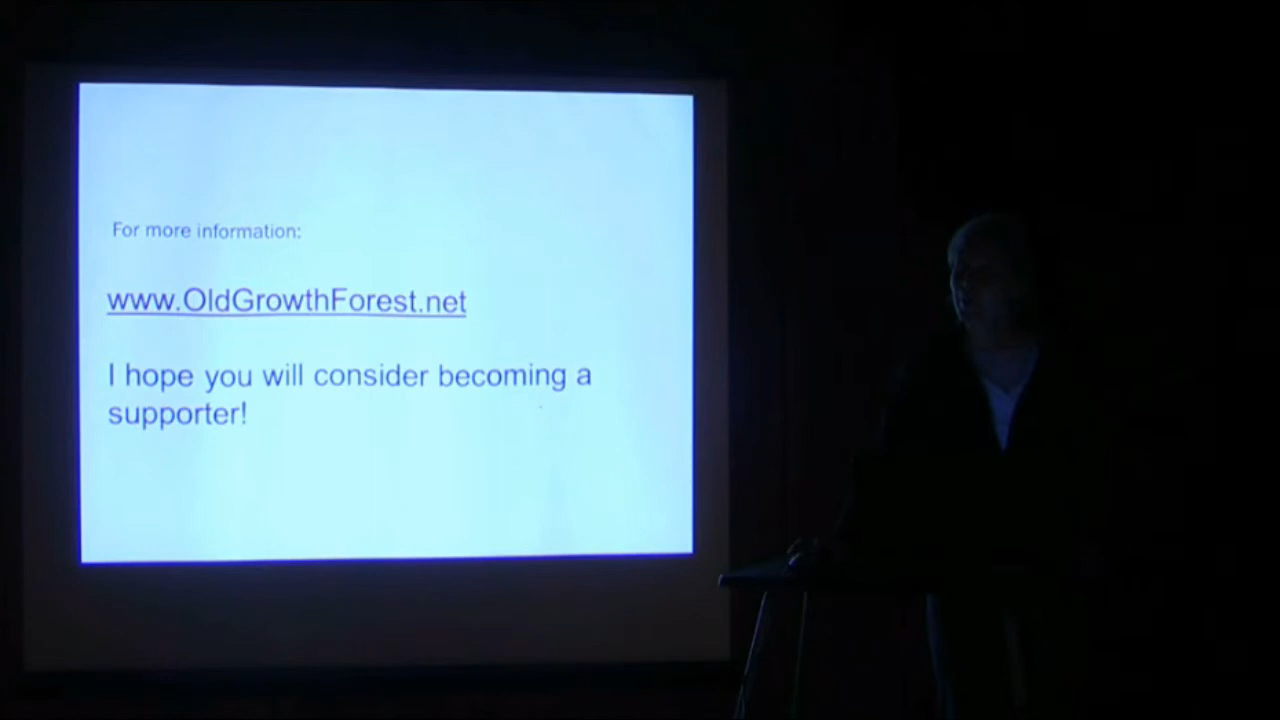 For more information:
www.OldGrowthForest.net
I hope you will consider becoming a
supporter!